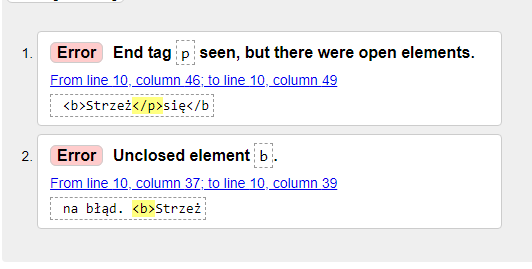 1. Error End tag p seen, but there were open elements.
From line 10, column 46; to line 10, column 49
<b>Strzeż</p>się</b
2. Error Unclosed element b.
From line 10, column 37; to line 10, column 39
na błąd. <b>Strzeż